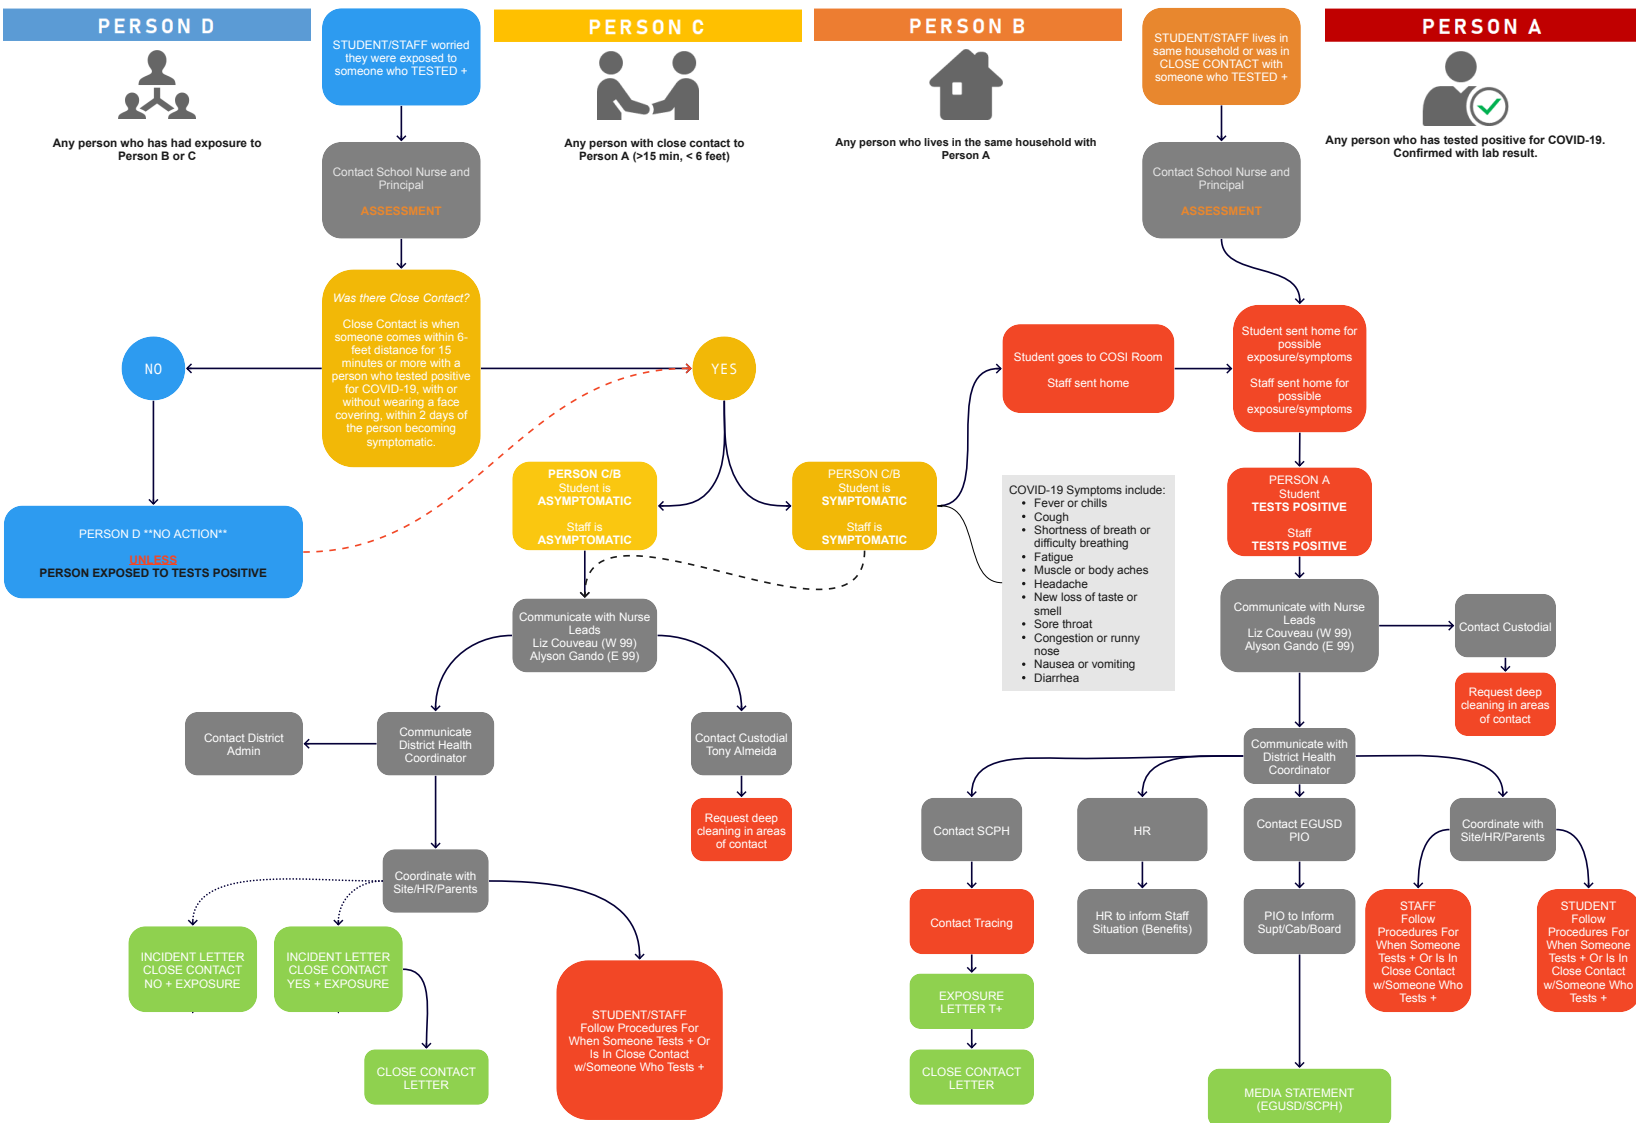 PERSON D
Any person who has had exposure to
Person B or C
STUDENT/STAFF worried
they were exposed to
someone who TESTED +
PERSON C
Any person with close contact to
Person A (>15 min, < 6 feet)
PERSON B
Any person who lives in the same household with
Person A
STUDENT/STAFF lives in
same household or was in
CLOSE CONTACT with
someone who TESTED +
PERSON A
Any person who has tested positive for COVID-19.
Confirmed with lab result.
Contact School Nurse and
Principal
ASSESSMENT
Contact School Nurse and
Principal
ASSESSMENT
Was there Close Contact?
Close Contact is when
someone comes within 6-
feet distance for 15
minutes or more with a
person who tested positive
for COVID-19, with or
without wearing a face
covering, within 2 days of
the person becoming
symptomatic.
NO
YES
Student goes to COSI Room
Staff sent home
Student sent home for
possible
exposure/symptoms
Staff sent home for
possible
exposure/symptoms
PERSON D **NO ACTION**
UNLESS
PERSON EXPOSED TO TESTS POSITIVE
PERSON C/B
Student is
ASYMPTOMATIC
Staff is
ASYMPTOMATIC
PERSON C/B
Student is
SYMPTOMATIC
Staff is
SYMPTOMATIC
COVID-19 Symptoms include:
• Fever or chills
• Cough
• Shortness of breath or
difficulty breathing
• Fatigue
• Muscle or body aches
• Headache
• New loss of taste or
smell
• Sore throat
• Congestion or runny
nose
• Nausea or vomiting
• Diarrhea
PERSON A
Student
TESTS POSITIVE
Staff
TESTS POSITIVE
Communicate with Nurse
Leads
Liz Couveau (W 99)
Alyson Gando (E 99)
Communicate with Nurse
Leads
Liz Couveau (W 99)
Alyson Gando (E 99)
Contact Custodial
Request deep
cleaning in areas
of contact
Contact District
Admin
Communicate
District Health
Coordinator
Contact Custodial
Tony Almeida
Request deep
cleaning in areas
of contact
Communicate with
District Health
Coordinator
Contact SCPH
HR
Contact EGUSD
PIO
Coordinate with
Site/HR/Parents
Coordinate with
Site/HR/Parents
Contact Tracing
HR to inform Staff
Situation (Benefits)
PIO to Inform
Supt/Cab/Board
STAFF
Follow
Procedures For
When Someone
Tests + Or Is In
Close Contact
w/Someone Who
Tests +
STUDENT
Follow
Procedures For
When Someone
Tests + Or Is In
Close Contact
w/Someone Who
Tests +
INCIDENT LETTER
CLOSE CONTACT
NO + EXPOSURE
INCIDENT LETTER
CLOSE CONTACT
YES + EXPOSURE
STUDENT/STAFF
Follow Procedures For
When Someone Tests + Or
Is In Close Contact
w/Someone Who Tests +
CLOSE CONTACT
LETTER
EXPOSURE
LETTER T+
CLOSE CONTACT
LETTER
MEDIA STATEMENT
(EGUSD/SCPH)